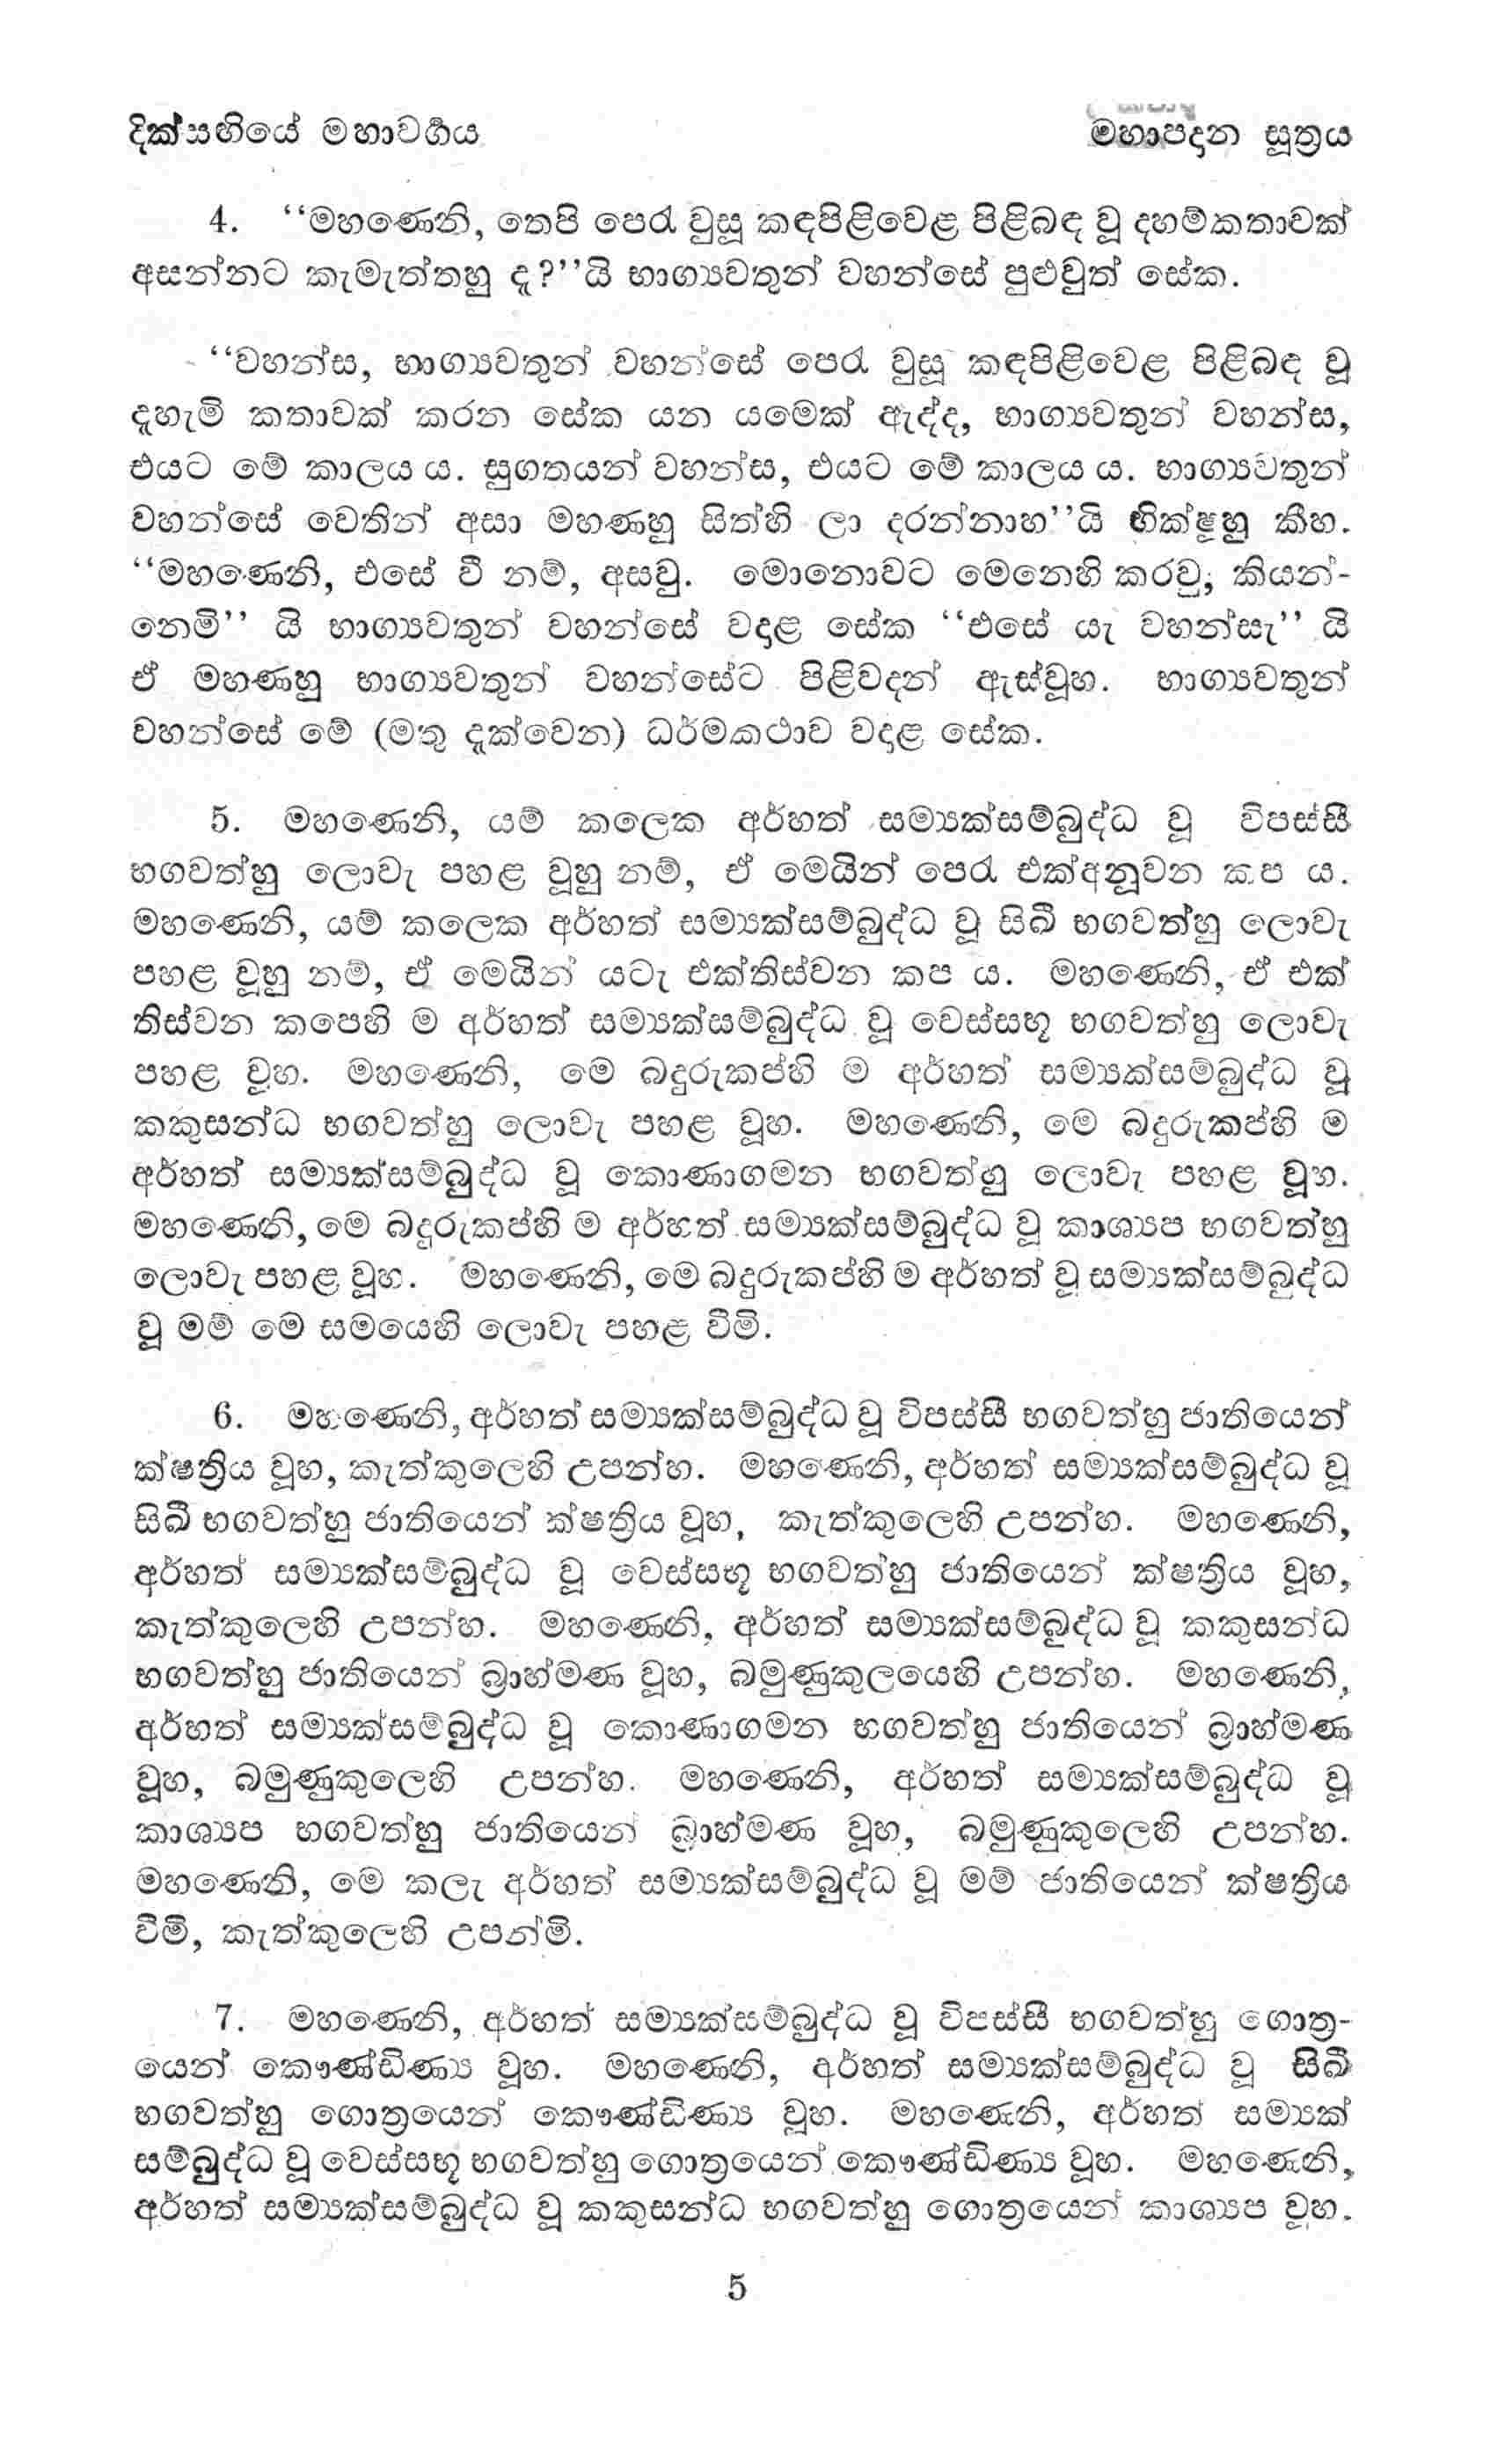 දික්සඟියේ මහාවර්‍ගය
මහාපදාන සූත්‍රය
4. ‘‘මහණෙනි, තෙපි පෙරැ වුසූ කඳපිළිවෙළ පිළිබඳ වූ දහම්කතාවක්
අසන්නට කැමැත්තහු ද?’’යි භාග්‍යවතුන් වහන්සේ පුළුවුත් සේක.
‘‘වහන්ස, භාග්‍යවතුන් වහන්සේ පෙරැ වුසූ කඳපිළිවෙළ පිළිබඳ වූ
දැහැමි කතාවක් කරන සේක යන යමෙක් ඇද්ද, භාග්‍යවතුන් වහන්ස,
එයට මේ කාලය ය. සුගතයන් වහන්ස, එයට මේ කාලය ය. භාග්‍යවතුන්
වහන්සේ වෙතින් අසා මහණහු සිත්හි ලා දරන්නාහ’’යි භික්ෂූහු කීහ.
‘‘මහණෙනි, එසේ වී නම්, අසවු. මොනොවට මෙනෙහි කරවු, කියන්-
නෙමි’’ යි භාග්‍යවතුන් වහන්සේ වදාළ සේක ‘‘එසේ යැ වහන්සැ’’ යි
ඒ මහණහු භාග්‍යවතුන් වහන්සේට පිළිවදන් ඇස්වූහ. භාග්‍යවතුන්
වහන්සේ මේ (මතු දැක්වෙන) ධර්මකථාව වදාළ සේක.
5. මහණෙනි, යම් කලෙක අර්හත් සම්‍යක්සම්බුද්ධ වූ විපස්සී
භගවත්හු ලොවැ පහළ වූහු නම්, ඒ මෙයින් පෙරැ එක්අනූවන කප ය.
මහණෙනි, යම් කලෙක අර්හත් සම්‍යක්සම්බුද්ධ වූ සිඛී භගවත්හු ලොවැ
පහළ වූහු නම්, ඒ මෙයින් යටැ එක්තිස්වන කප ය. මහණෙනි, ඒ එක්
තිස්වන කපෙහි ම අර්හත් සම්‍යක්සම්බුද්ධ වූ වෙස්සභූ භගවත්හු ලොවැ
පහළ වූහ. මහණෙනි, මෙ බදුරුකප්හි ම අර්හත් සම්‍යක්සම්බුද්ධ වූ
කකුසන්ධ භගවත්හු ලොවැ පහළ වූහ. මහණෙනි, මෙ බදුරුකප්හි ම
අර්හත් සම්‍යක්සම්බුද්ධ වූ කොණාගමන භගවත්හු ලොවැ පහළ වූහ.
මහණෙනි, මෙ බදුරුකප්හි ම අර්හත් සම්‍යක්සම්බුද්ධ වූ කාශ්‍යප භගවත්හු
ලොවැ පහළ වූහ. මහණෙනි, මෙ බදුරුකප්හි ම අර්හත් වූ සම්‍යක්සම්බුද්ධ
වූ මම් මෙ සමයෙහි ලොවැ පහළ වීමි.
6. මහණෙනි, අර්හත් සම්‍යක්සම්බුද්ධ වූ විපස්සී භගවත්හු ජාතියෙන්
ක්ෂත්‍රිය වූහ, කැත්කුලෙහි උපන්හ. මහණෙනි, අර්හත් සම්‍යක්සම්බුද්ධ වූ
සිඛී භගවත්හු ජාතියෙන් ක්ෂත්‍රිය වූහ, කැත්කුලෙහි උපන්හ. මහණෙනි,
අර්හත් සම්‍යක්සම්බුද්ධ වූ වෙස්සභූ භගවත්හු ජාතියෙන් ක්ෂත්‍රිය වූහ,
කැත්කුලෙහි උපන්හ. මහණෙනි, අර්හත් සම්‍යක්සම්බුද්ධ වූ කකුසන්ධ
භගවත්හු ජාතියෙන් බ්‍රාහ්මණ වූහ, බමුණුකුලයෙහි උපන්හ. මහණෙනි,
අර්හත් සම්‍යක්සම්බුද්ධ වූ කොණාගමන භගවත්හු ජාතියෙන් බ්‍රාහ්මණ
වූහ, බමුණුකුලෙහි උපන්හ. මහණෙනි, අර්හත් සම්‍යක්සම්බුද්ධ වූ
කාශ්‍යප භගවත්හු ජාතියෙන් බ්‍රාහ්මණ වූහ, බමුණුකුලෙහි උපන්හ.
මහණෙනි, මෙ කලැ අර්හත් සම්‍යක්සම්බුද්ධ වූ මම් ජාතියෙන් ක්ෂත්‍රිය
වීමි, කැත්කුලෙහි උපන්මි.
7. මහණෙනි, අර්හත් සම්‍යක්සම්බුද්ධ වූ විපස්සී භගවත්හු ගොත්‍ර-
යෙන් කෞණ්ඩිණ්‍ය වූහ. මහණෙනි, අර්හත් සම්‍යක්සම්බුද්ධ වූ සිඛී
භගවත්හු ගොත්‍රයෙන් කෞණ්ඩිණ්‍ය වූහ. මහණෙනි, අර්හත් සම්‍යක්
සම්බුද්ධ වූ වෙස්සභූ භගවත්හු ගොත්‍රයෙන් කෞණ්ඩිණ්‍ය වූහ. මහණෙනි,
අර්හත් සම්‍යක්සම්බුද්ධ වූ කකුසන්ධ භගවත්හු ගොත්‍රයෙන් කාශ්‍යප වූහ.
5